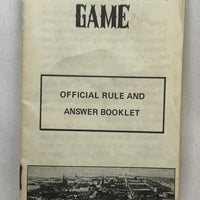 GAME
OFFICIAL RULE AND
ANSWER BOOKLET